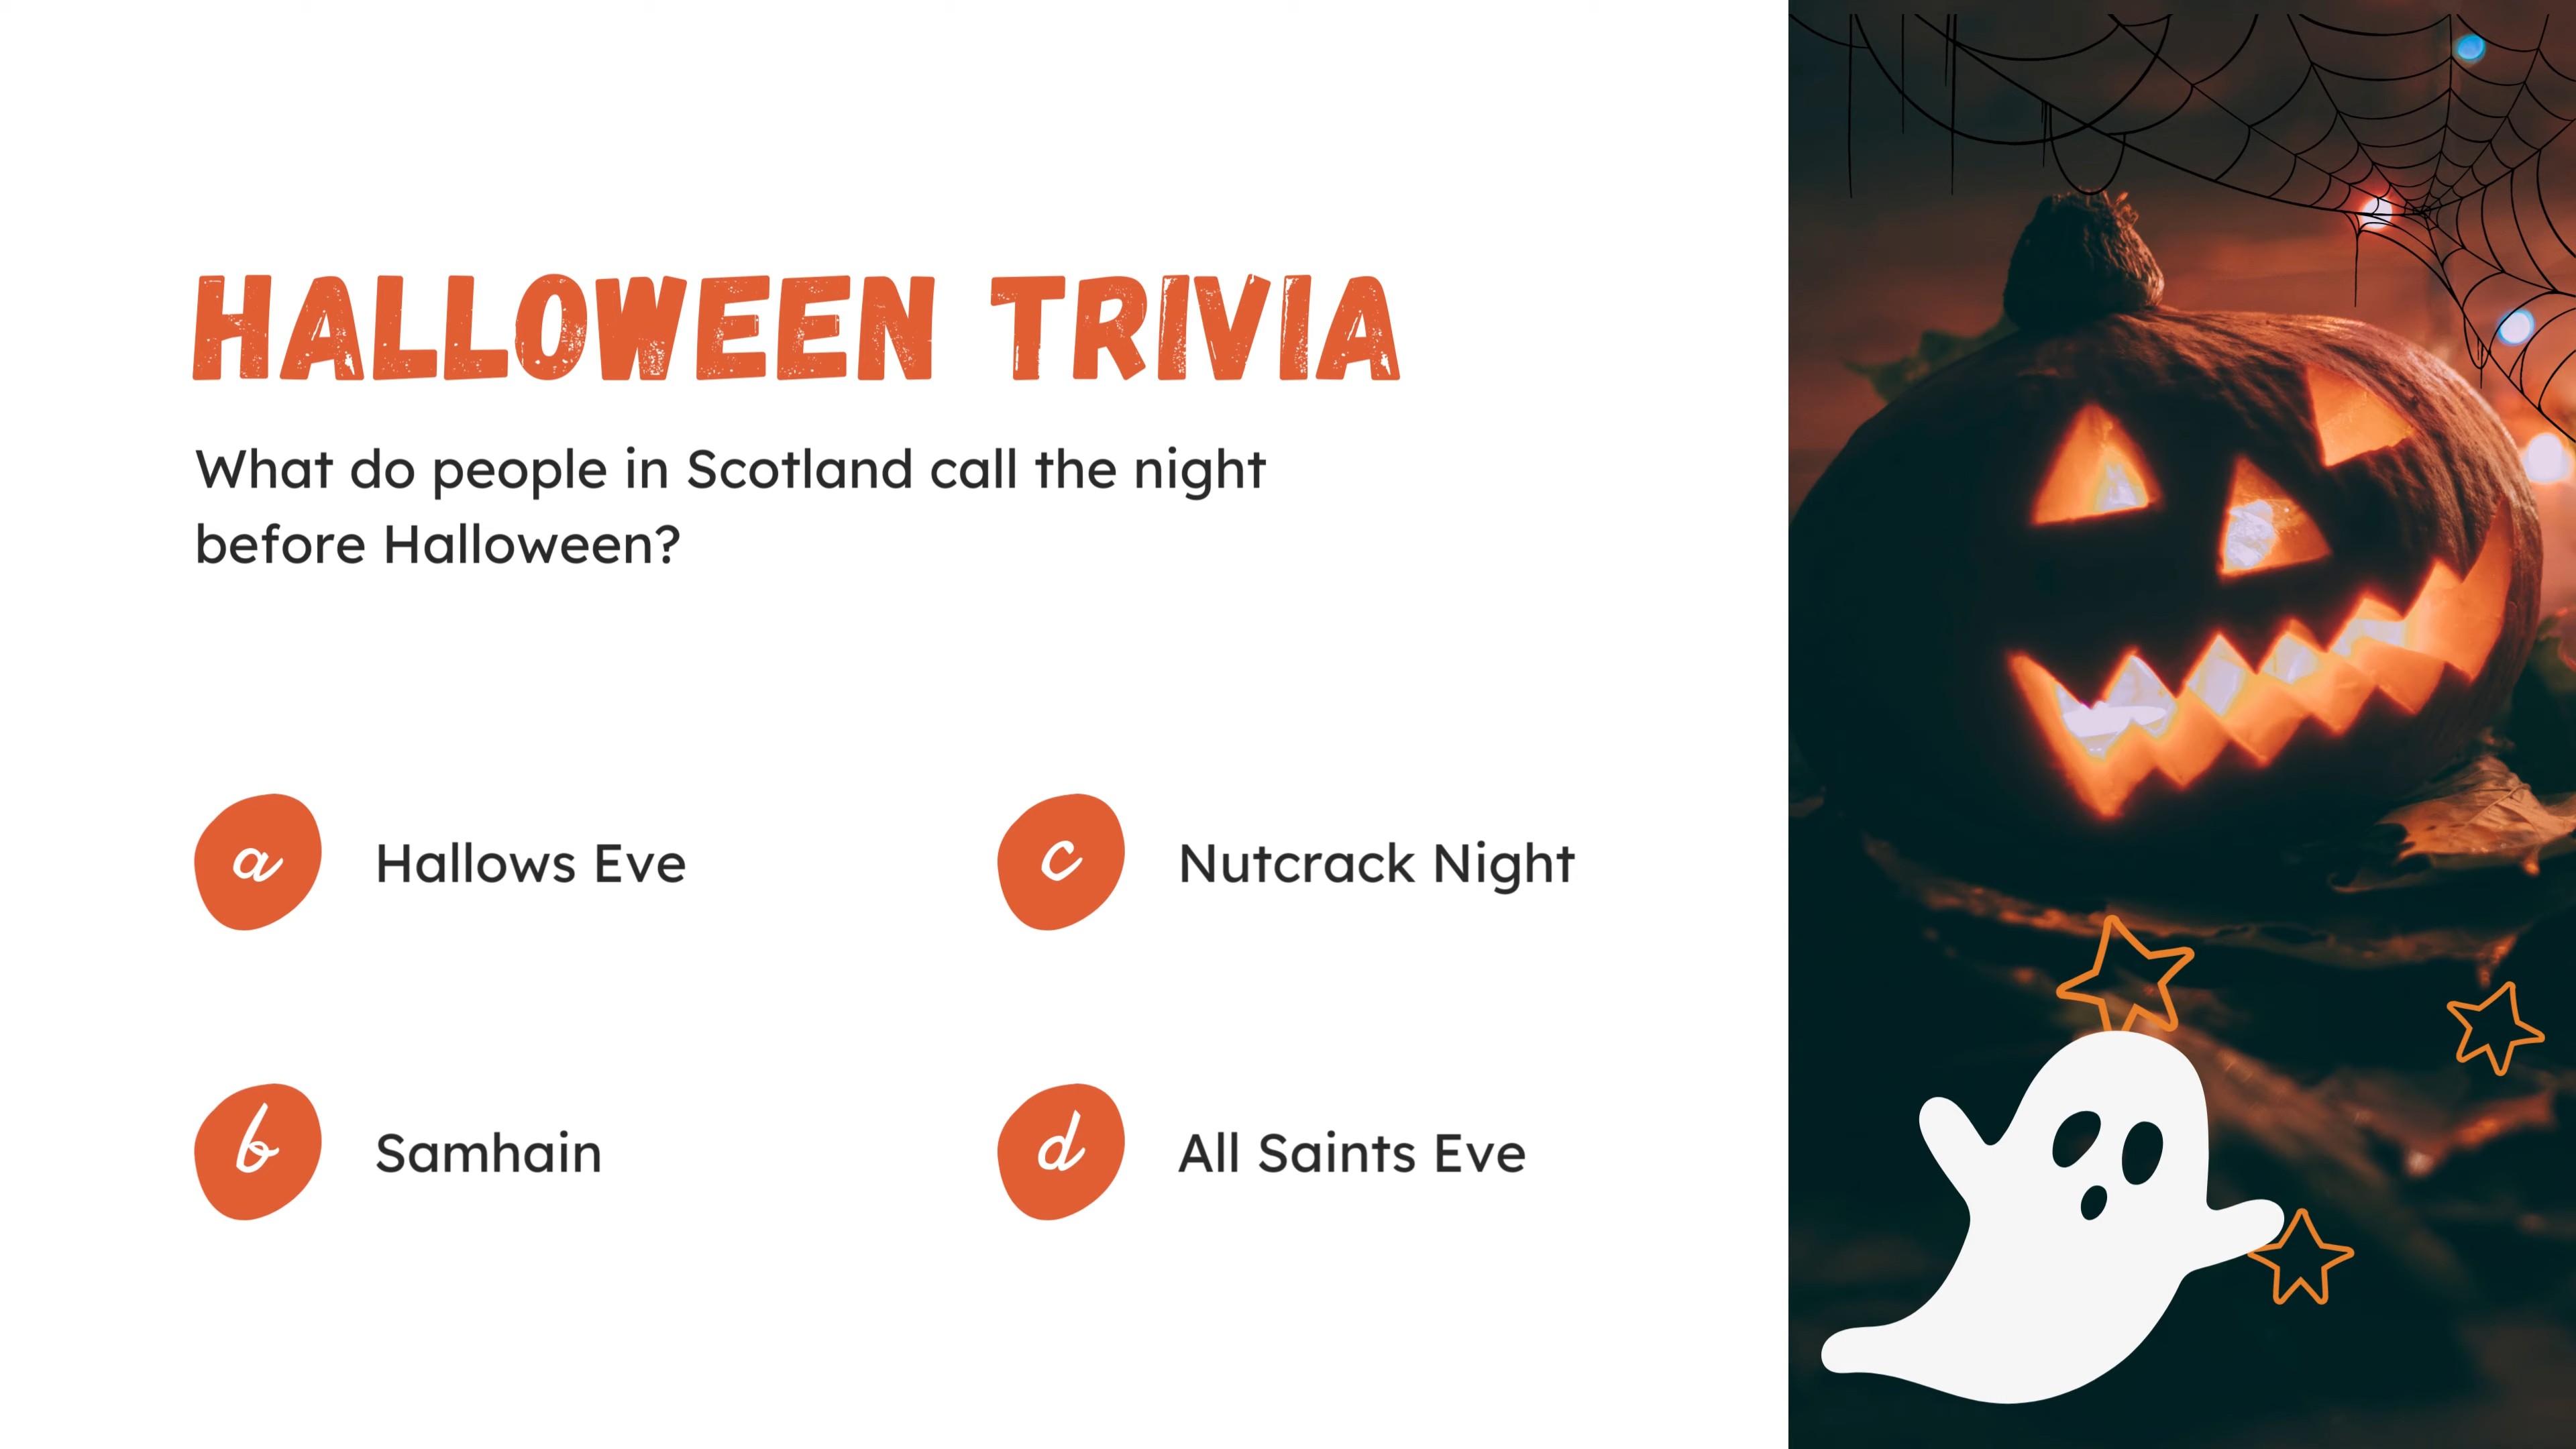 HALLOWEEN TRIVIA
What do people in Scotland call the night
before Halloween?
a Hallows Eve
b Samhain
c Nutcrack Night
d All Saints Eve